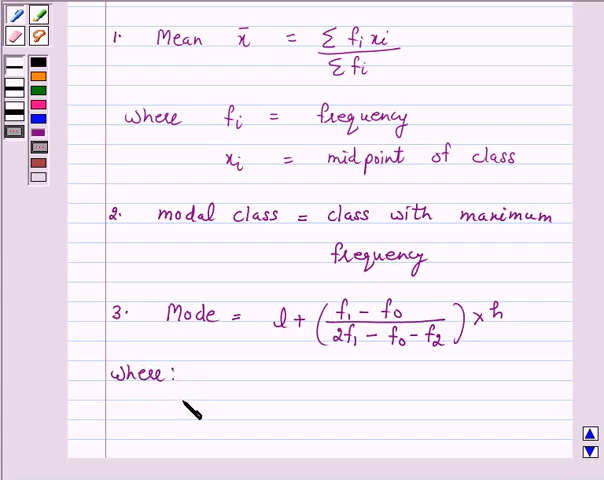 1. Mean x̄ = Σ fi xi / Σ fi
where fi = frequency
xi = midpoint of class
2. modal class = class with maximum
frequency
3. Mode = l + ( f1 - f0 / 2f1 - f0 - f2 ) × h
where: